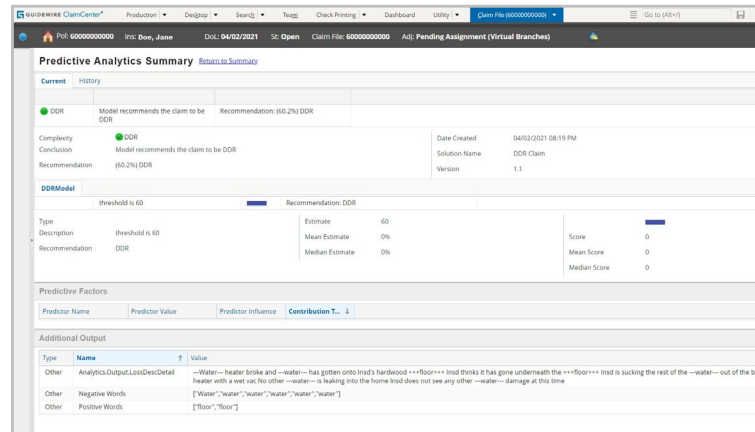 GUIDEWIRE ClaimCenter® Production Desktop Search Team Check Printing Dashboard Utility Claim File (60000000000) Go to (Alt+/)
Pol: 60000000000 Ins: Doe, Jane DoL: 04/02/2021 St: Open Claim File: 60000000000 Adj: Pending Assignment (Virtual Branches)
Predictive Analytics Summary Return to Summary
Current History
DDR Model recommends the claim to be DDR Recommendation: (60.2%) DDR
Complexity DDR Date Created 04/02/2021 08:19 PM
Conclusion Model recommends the claim to be DDR Solution Name DDR Claim
Recommendation (60.2%) DDR Version 1.1
DDRModel
threshold is 60 Recommendation: DDR
Type Estimate 60
Description threshold is 60 Mean Estimate 0% Score 0
Recommendation DDR Median Estimate 0% Mean Score 0
Median Score 0
Predictive Factors
Predictor Name Predictor Value Predictor Influence Contribution T... ↓
Additional Output
Type Name ↑ Value
Other Analytics.Output.LossDescDetail ---Water--- heater broke and ---water--- has gotten onto Insd's hardwood +++floor+++ Insd thinks it has gone underneath the +++floor+++ Insd is sucking the rest of the ---water--- out of the b
heater with a wet vac No other ---water--- is leaking into the home Insd does not see any other ---water--- damage at this time
Other Negative Words ["Water","water","water","water","water","water"]
Other Positive Words ["floor","floor"]